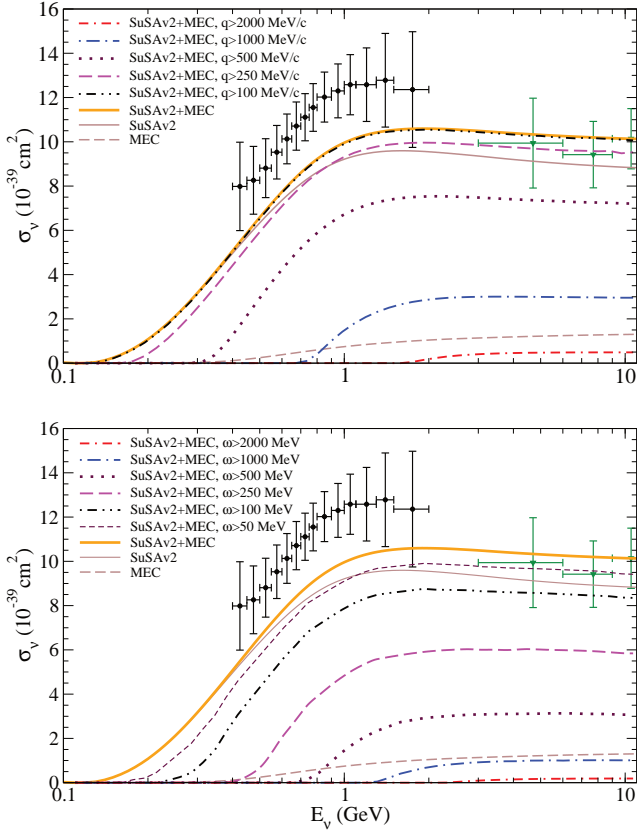 16
14
12
10
8
6
4
2
0
σν (10-39 cm2)
SuSAv2+MEC, q>2000 MeV/c
SuSAv2+MEC, q>1000 MeV/c
SuSAv2+MEC, q>500 MeV/c
SuSAv2+MEC, q>250 MeV/c
SuSAv2+MEC, q>100 MeV/c
SuSAv2+MEC
SuSAv2
MEC
0.1
1
10
16
14
12
10
8
6
4
2
0
σν (10-39 cm2)
SuSAv2+MEC, ω>2000 MeV
SuSAv2+MEC, ω>1000 MeV
SuSAv2+MEC, ω>500 MeV
SuSAv2+MEC, ω>250 MeV
SuSAv2+MEC, ω>100 MeV
SuSAv2+MEC, ω>50 MeV
SuSAv2+MEC
SuSAv2
MEC
0.1
1
10
Eν (GeV)